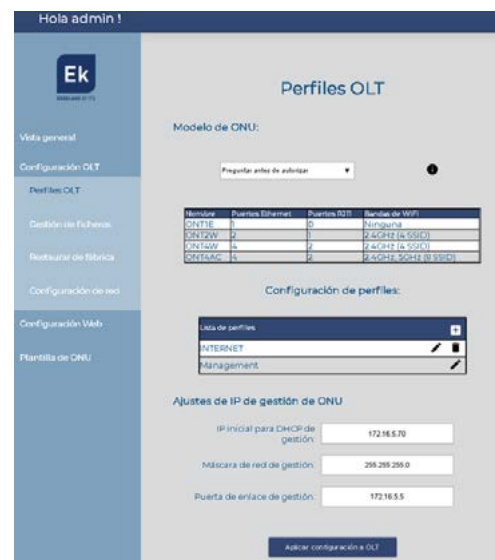 Hola admin !
Ek
Perfiles OLT
Vista general
Configuración OLT
Perfiles OLT
Gestión de ficheros
Restaurar de fábrica
Configuración de red
Configuración Web
Plantilla de ONU
Modelo de ONU:
Preguntar antes de autorizar
Nombre Puertos Ethernet Puertos RJ11 Bandas de WiFi
ONT1E 1 0 Ninguna
ONT2W 2 1 2.4GHz (4 SSID)
ONT4W 4 2 2.4GHz (4 SSID)
ONT4AC 4 2 2.4GHz, 5GHz (8 SSID)
Configuración de perfiles:
Lista de perfiles
INTERNET
Management
Ajustes de IP de gestión de ONU
IP inicial para DHCP de
gestión: 172.16.5.70
Máscara de red de gestión: 255.255.255.0
Puerta de enlace de gestión: 172.16.5.5
Aplicar configuración a OLT